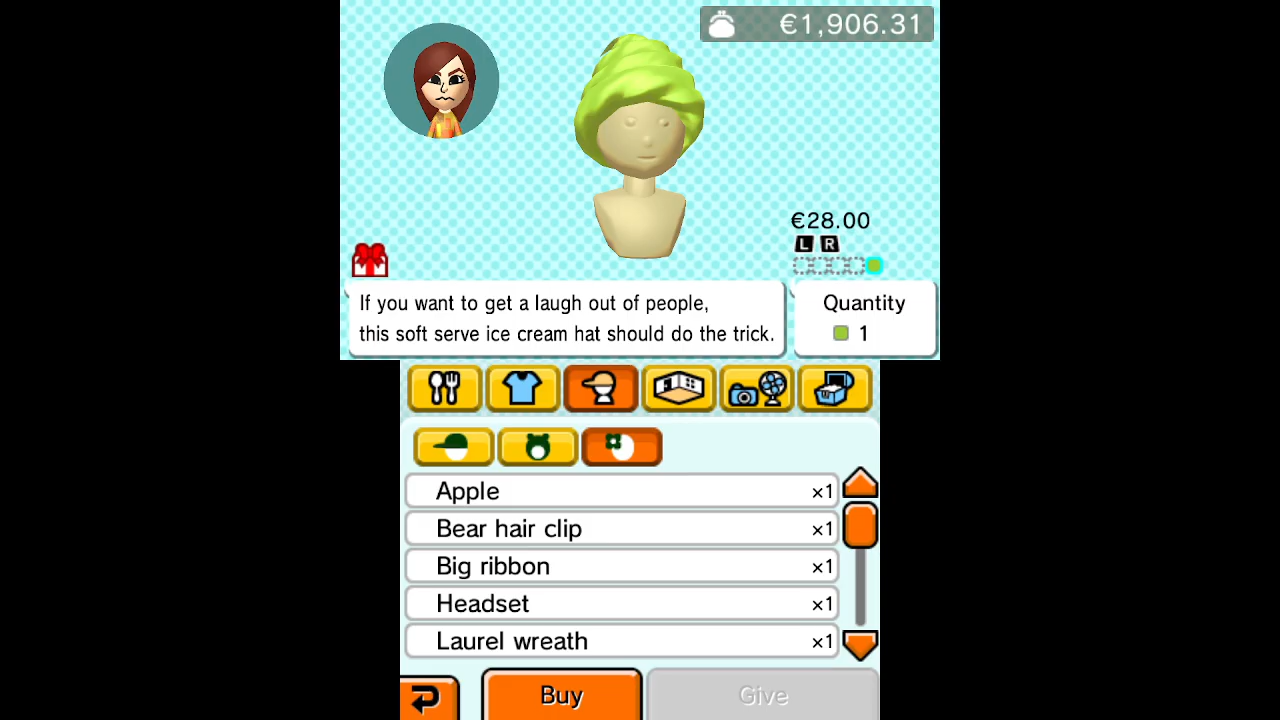 €1,906.31
€28.00
L R
If you want to get a laugh out of people,
this soft serve ice cream hat should do the trick.
Quantity
1
Apple ×1
Bear hair clip ×1
Big ribbon ×1
Headset ×1
Laurel wreath ×1
Buy
Give